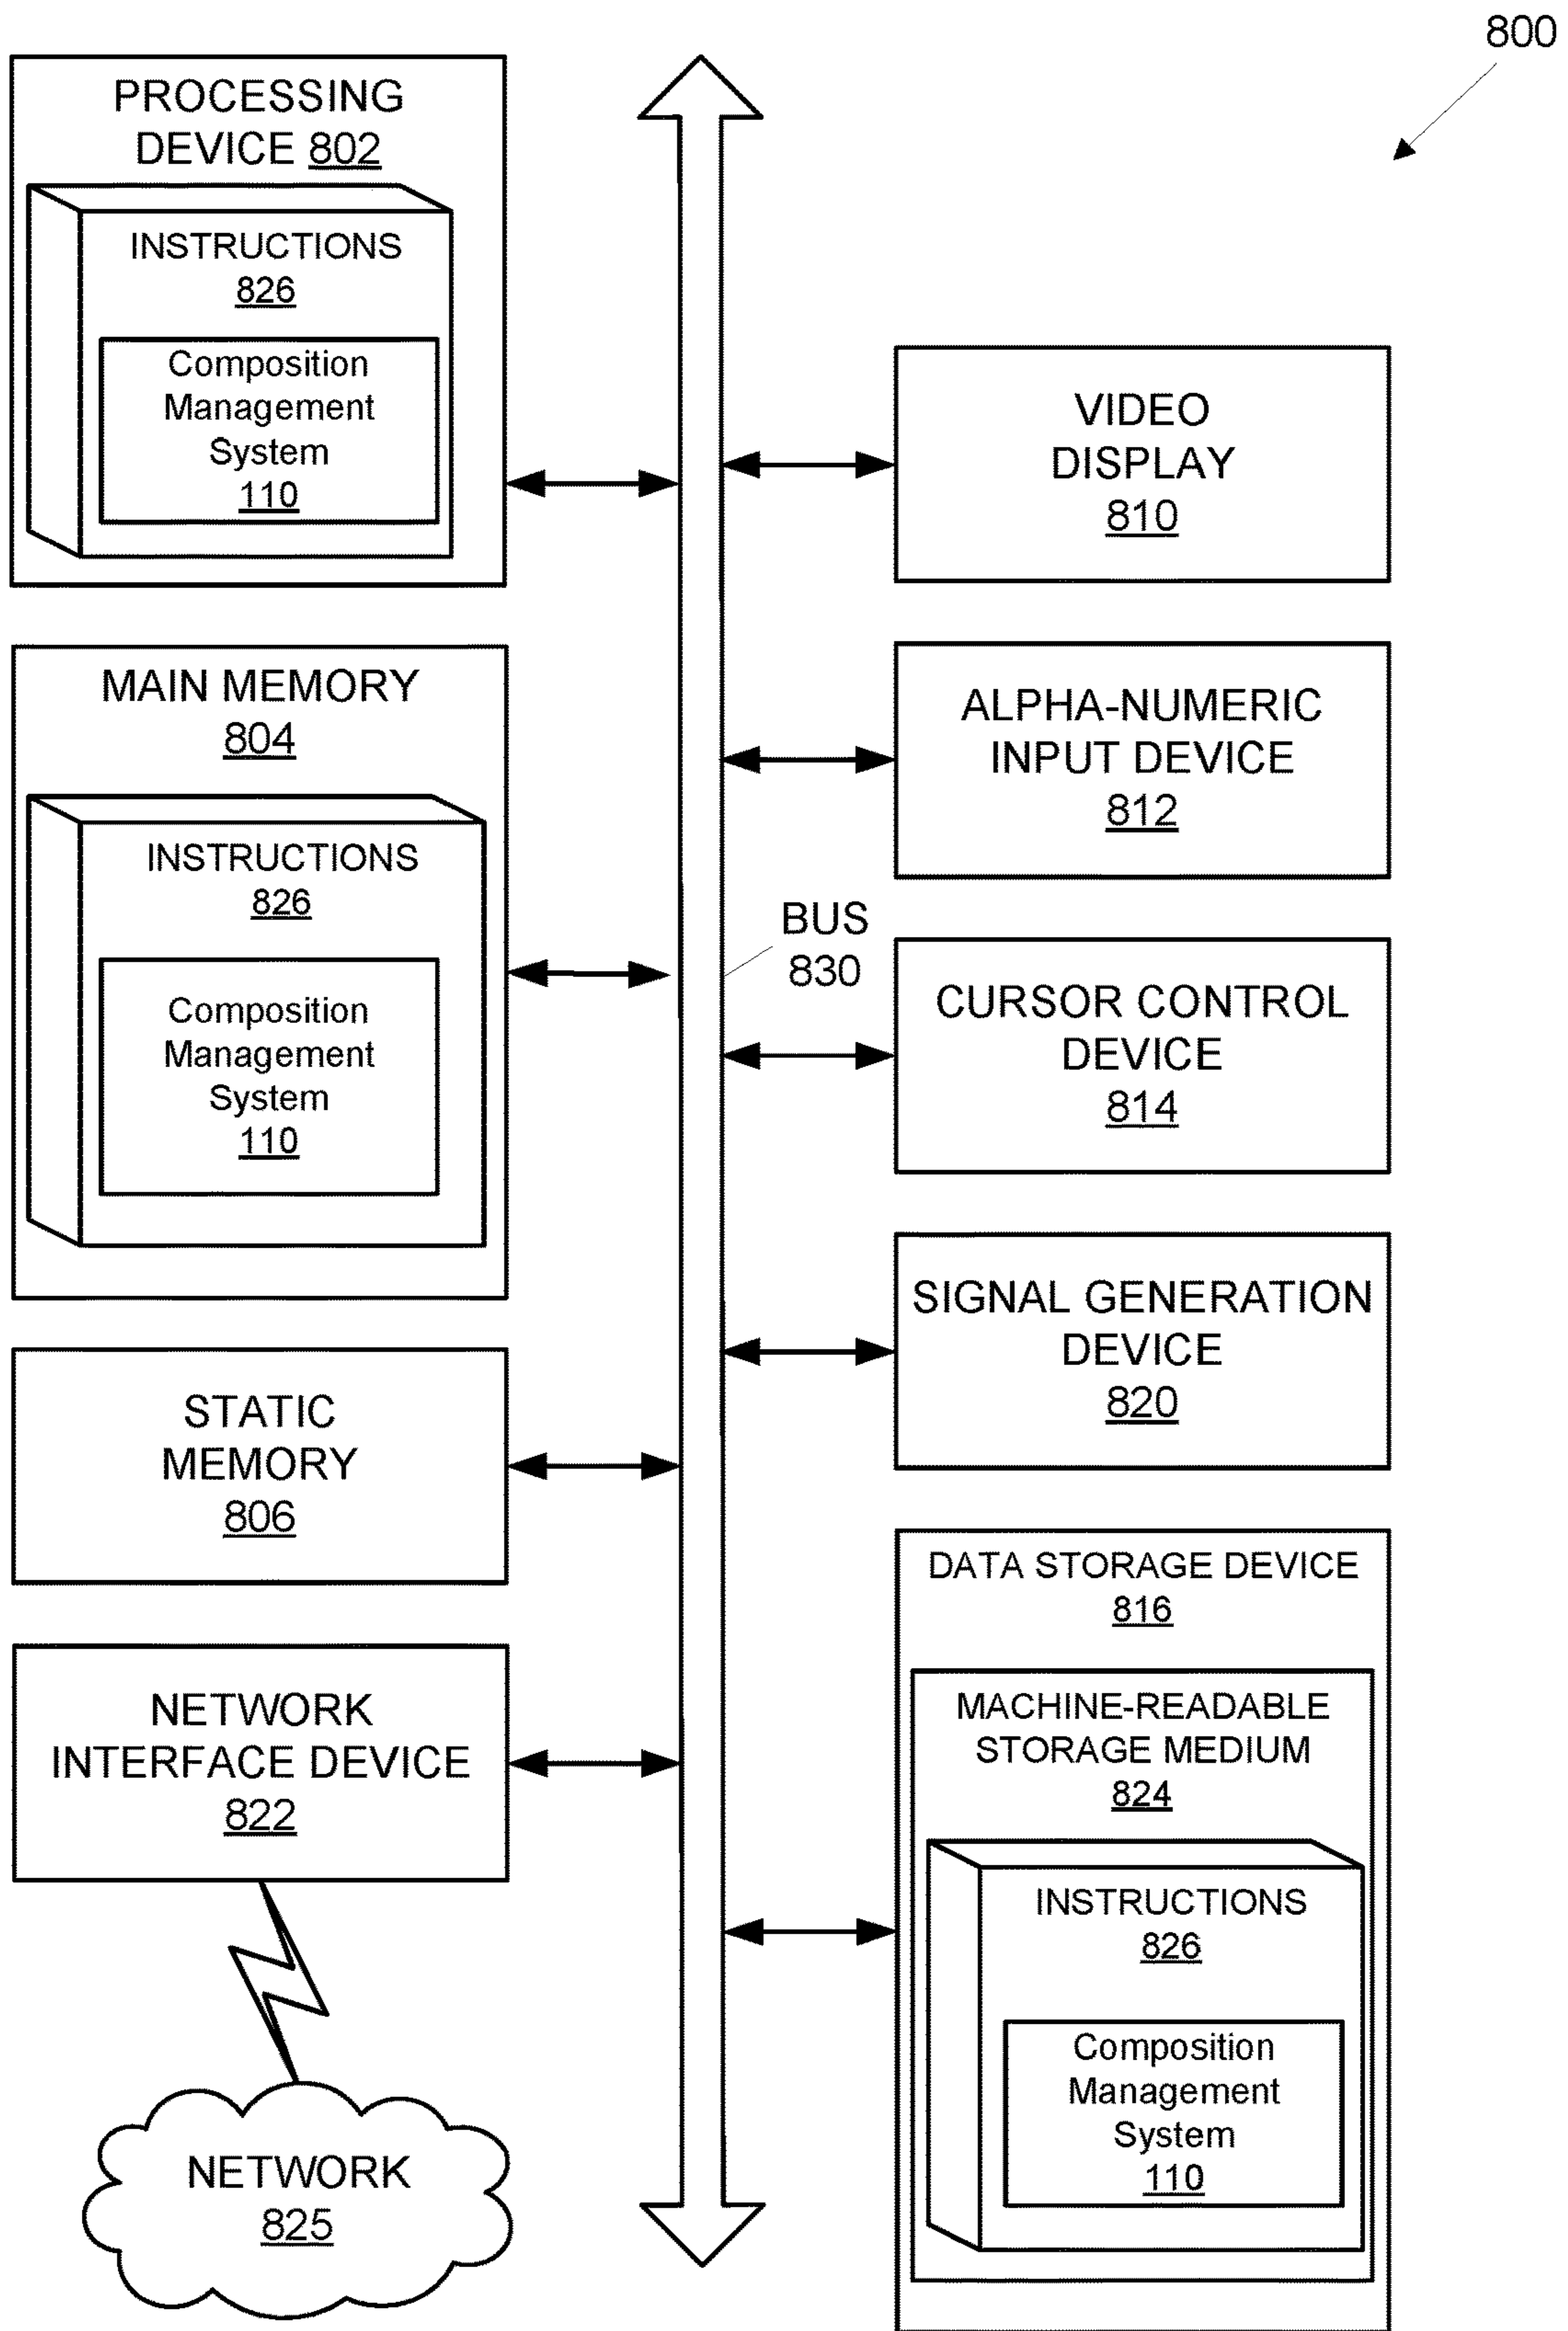 800
PROCESSING
DEVICE 802
INSTRUCTIONS
826
Composition
Management
System
110
MAIN MEMORY
804
INSTRUCTIONS
826
Composition
Management
System
110
STATIC
MEMORY
806
NETWORK
INTERFACE DEVICE
822
NETWORK
825
BUS
830
VIDEO
DISPLAY
810
ALPHA-NUMERIC
INPUT DEVICE
812
CURSOR CONTROL
DEVICE
814
SIGNAL GENERATION
DEVICE
820
DATA STORAGE DEVICE
816
MACHINE-READABLE
STORAGE MEDIUM
824
INSTRUCTIONS
826
Composition
Management
System
110